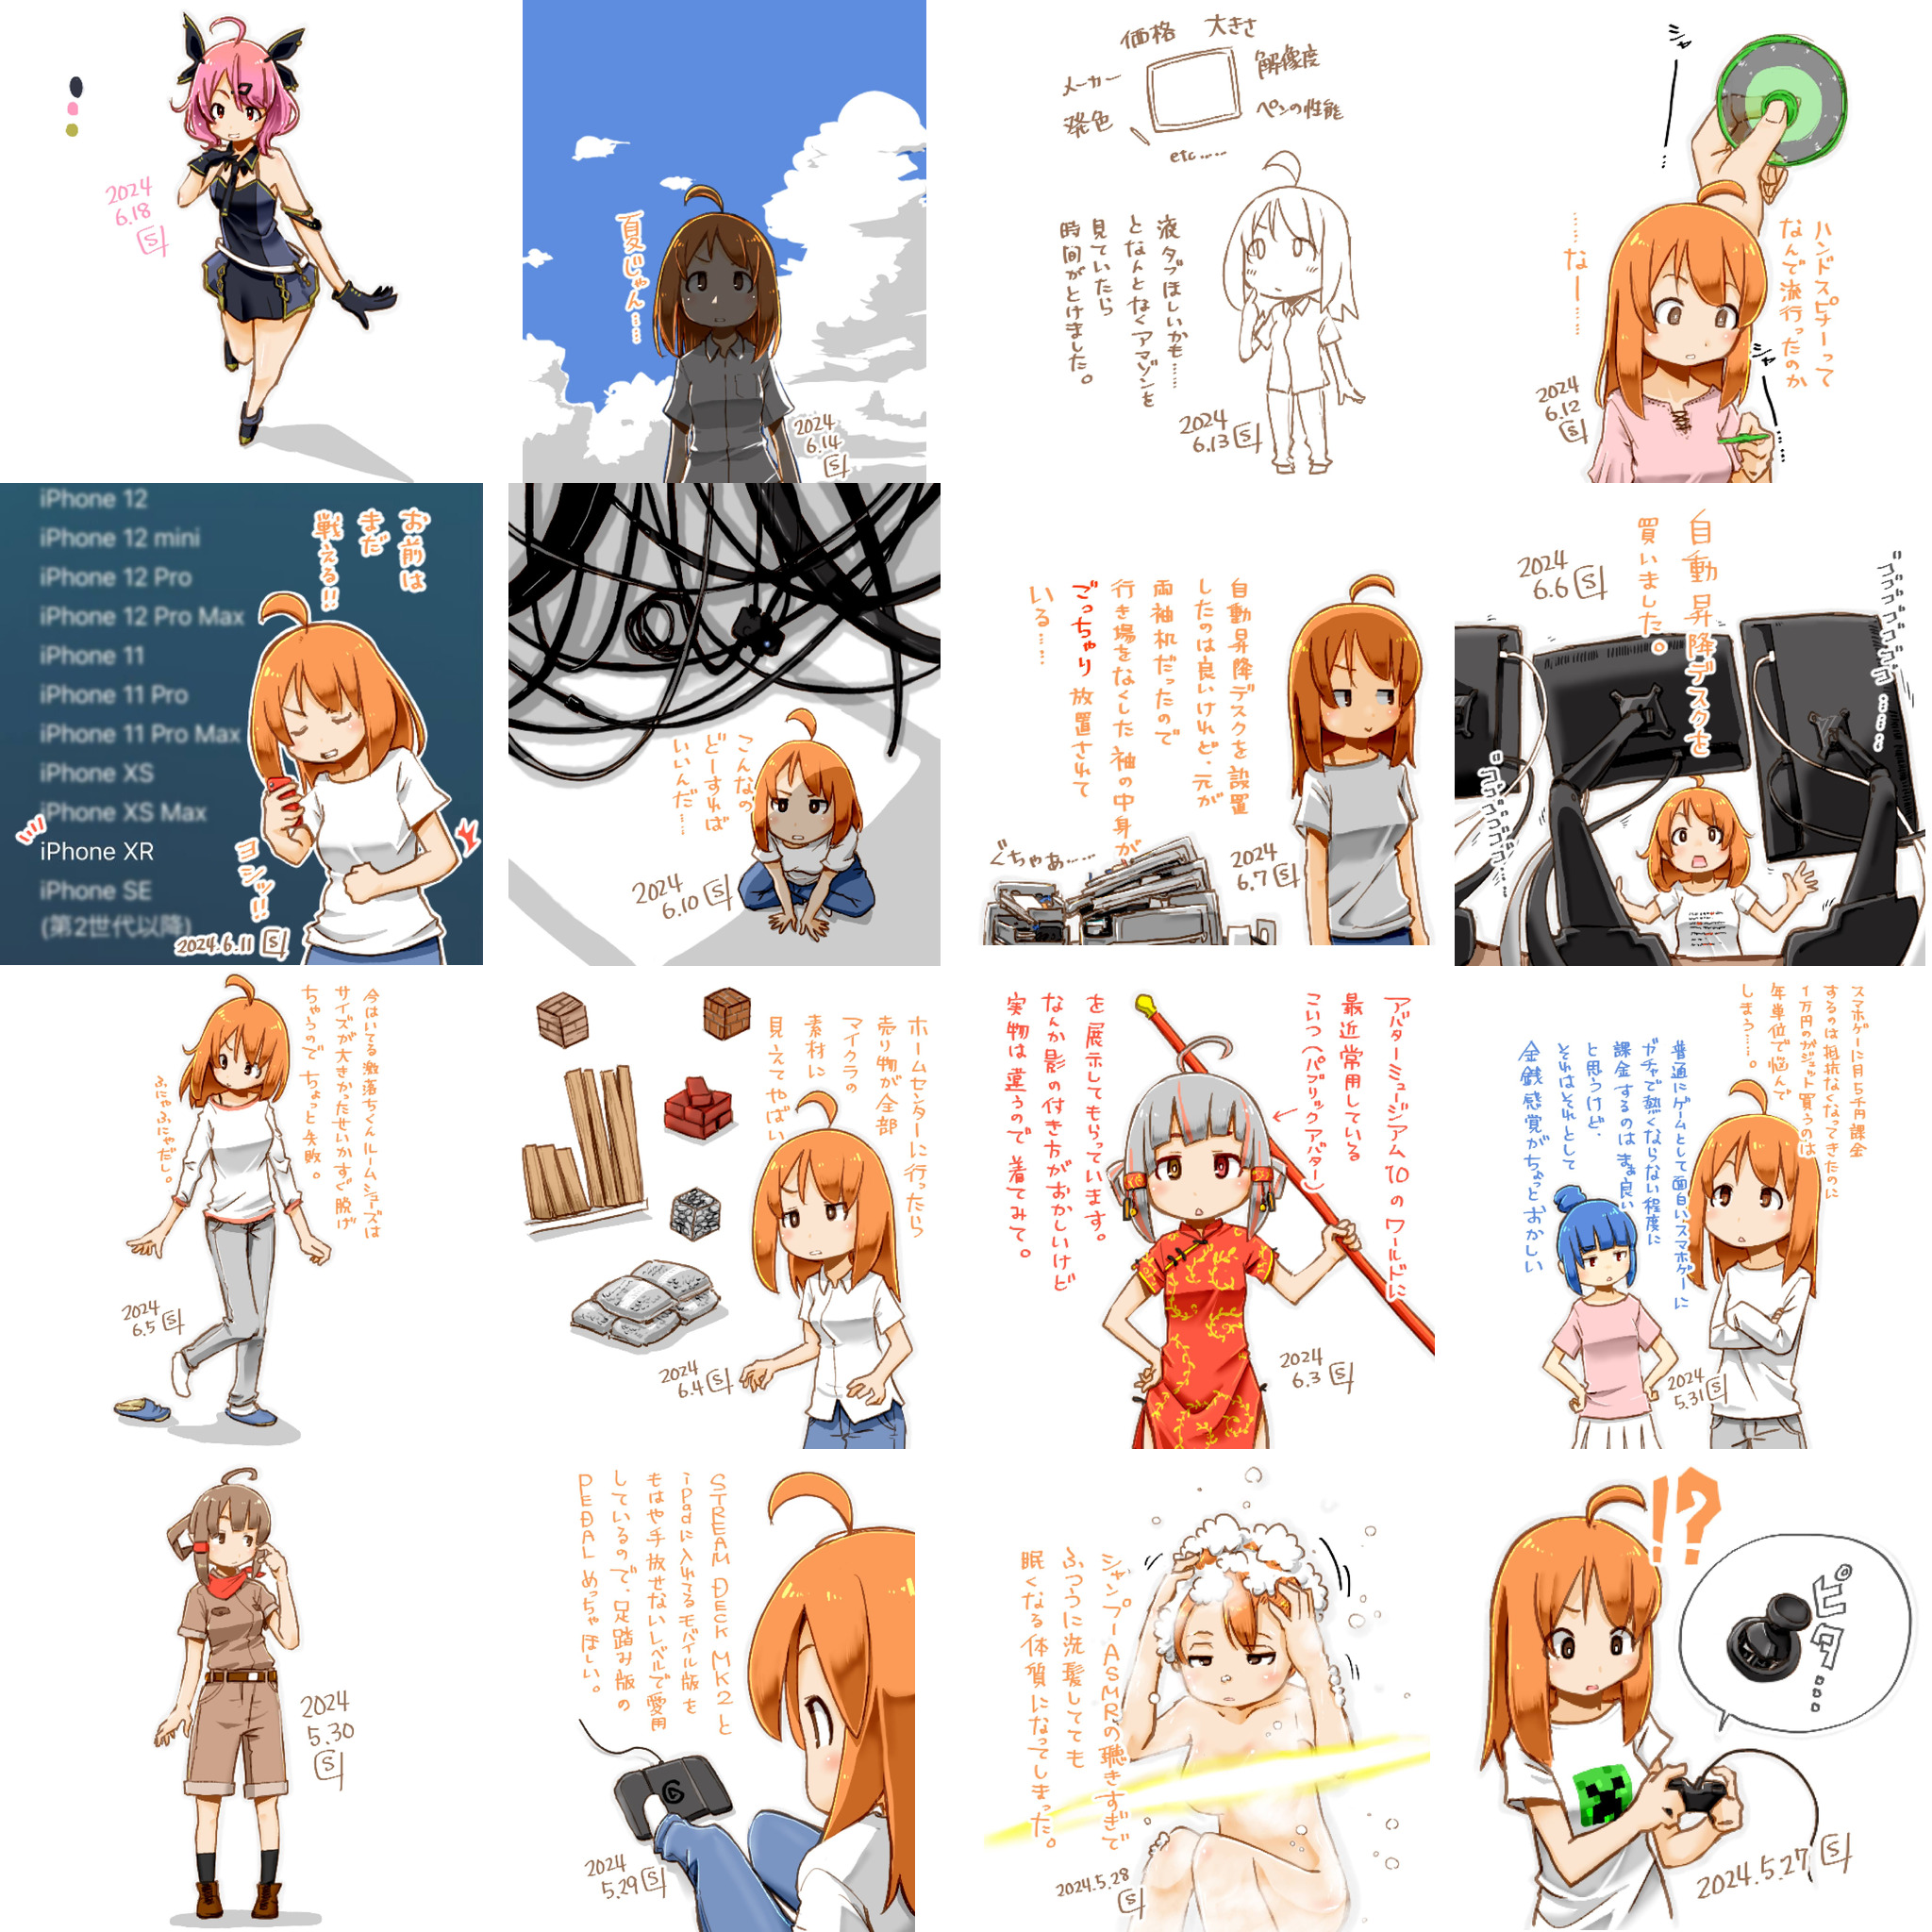 2024
6.18
S
夏じゃん……
2024
6.14
S
価格
大きさ
メーカー
解像度
発色
ペンの性能
etc……
液タブほしいかも……
となんとなくアマゾンを
見ていたら
時間がとけました。
2024
6.13 S
シャ
ハンドスピナーって
なんで流行ったのか
……なー……
シャ
2024
6.12
S
iPhone 12
iPhone 12 mini
iPhone 12 Pro
iPhone 12 Pro Max
iPhone 11
iPhone 11 Pro
iPhone 11 Pro Max
iPhone XS
iPhone XS Max
iPhone XR
iPhone SE
(第2世代以降)
お前は
まだ
戦える!!
ヨシッ!!
2024.6.11 S
こんなの
どーすれば
いいんだ……
2024
6.10 S
自動昇降デスクを設置
したのは良いけれど、元が
両袖机だったので
行き場をなくした袖の中身が
ごっちゃり放置されて
いる……
ぐちゃあ……
2024
6.7 S
自動昇降デスクを
買いました。
2024
6.6 S
ゴゴゴゴゴゴ……
ゴゴゴゴゴゴ……
今はいてる激落ちくんルームシューズは
サイズが大きかったせいかすぐ脱げ
ちゃうので ちょっと失敗。
ふにゃふにゃだし。
2024
6.5 S
ホームセンターに行ったら
売り物が全部
マイクラの
素材に
見えてやばい
2024
6.4 S
アバターミュージアム10のワールドに
最近常用している
こいつ(パブリックアバター)
を展示してもらっています。
なんか影の付き方がおかしいけど
実物は違うので着てみて。
2024
6.3 S
スマホゲーに月5千円課金
するのは抵抗なくなってきたのに
1万円のガジェット買うのは
年単位で悩んで
しまう……。
普通にゲームとして面白いスマホゲーに
ガチャで熱くならない程度に
課金するのはまぁ良い
と思うけど、
それはそれとして
金銭感覚がちょっとおかしい
2024
5.31 S
2024
5.30
S
STREAM DECK MK2と
iPadに入れるモバイル版を
もはや手放せないレベルで愛用
しているので、足踏み版の
PEDALめっちゃほしい。
2024
5.29 S
シャンプーASMRの聴きすぎで
ふつうに洗髪してても
眠くなる体質になってしまった。
2024.5.28
S
!?
ピタ…
2024.5.27 S